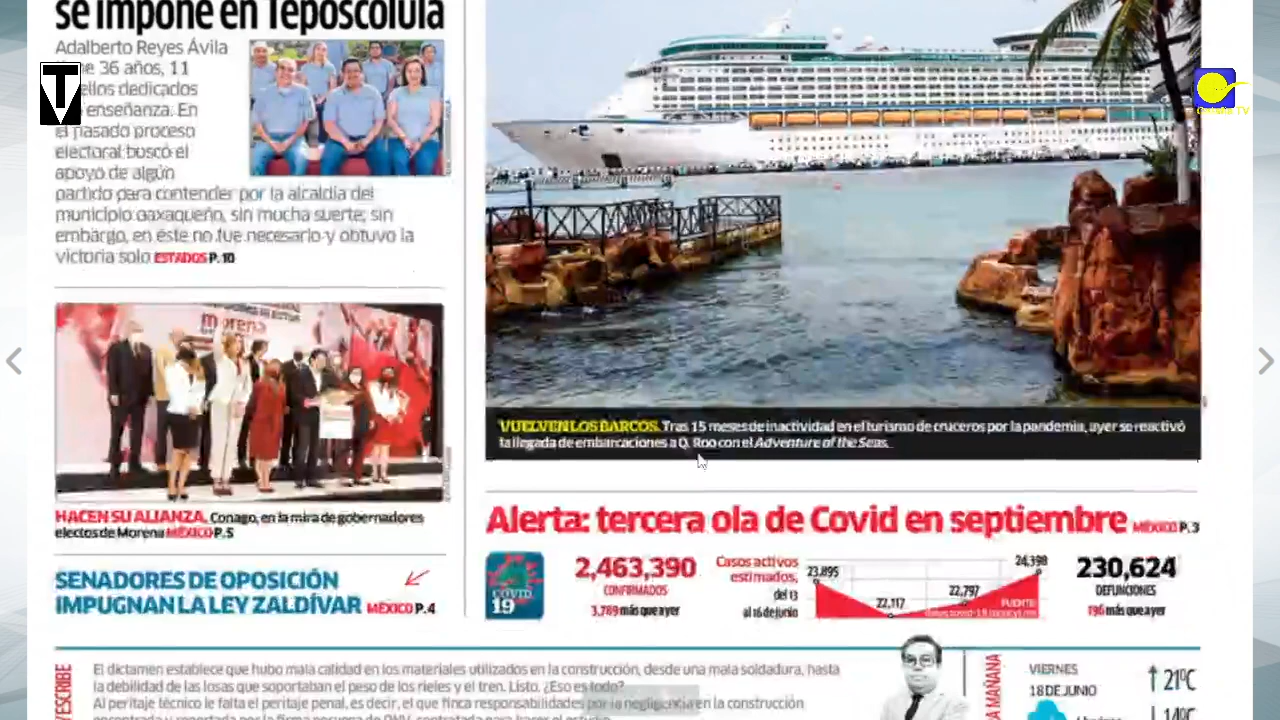 se impone en Teposcolula
Adalberto Reyes Ávila
36 años, 11
ellos dedicados
enseñanza. En
el pasado proceso
electoral buscó el
apoyo de algún
partido para contender por la alcaldía del
municipio oaxaqueño, sin mucha suerte; sin
embargo, en éste no fue necesario y obtuvo la
victoria solo ESTADOS P. 10
morena
HACEN SU ALIANZA. Conago, en la mira de gobernadores
electos de Morena MÉXICO P. 5
SENADORES DE OPOSICIÓN
IMPUGNAN LA LEY ZALDÍVAR MÉXICO P. 4
VUELVEN LOS BARCOS. Tras 15 meses de inactividad en el turismo de cruceros por la pandemia, ayer se reactivó
la llegada de embarcaciones a Q. Roo con el Adventure of the Seas.
Alerta: tercera ola de Covid en septiembre MÉXICO P. 3
COVID
19
2,463,390
CONFIRMADOS
3,789 más que ayer
Casos activos
estimados,
del 13
al 16 de junio
23,895
22,117
22,797
24,398
FUENTE:
230,624
DEFUNCIONES
196 más que ayer
ESCRIBE
El dictamen establece que hubo mala calidad en los materiales utilizados en la construcción, desde una mala soldadura, hasta
la debilidad de las losas que soportaban el peso de los rieles y el tren. Listo. ¿Eso es todo?
Al peritaje técnico le falta el peritaje penal, es decir, el que finca responsabilidades por la negligencia en la construcción
MAÑANA
VIERNES
18 DE JUNIO
21°C
14°C